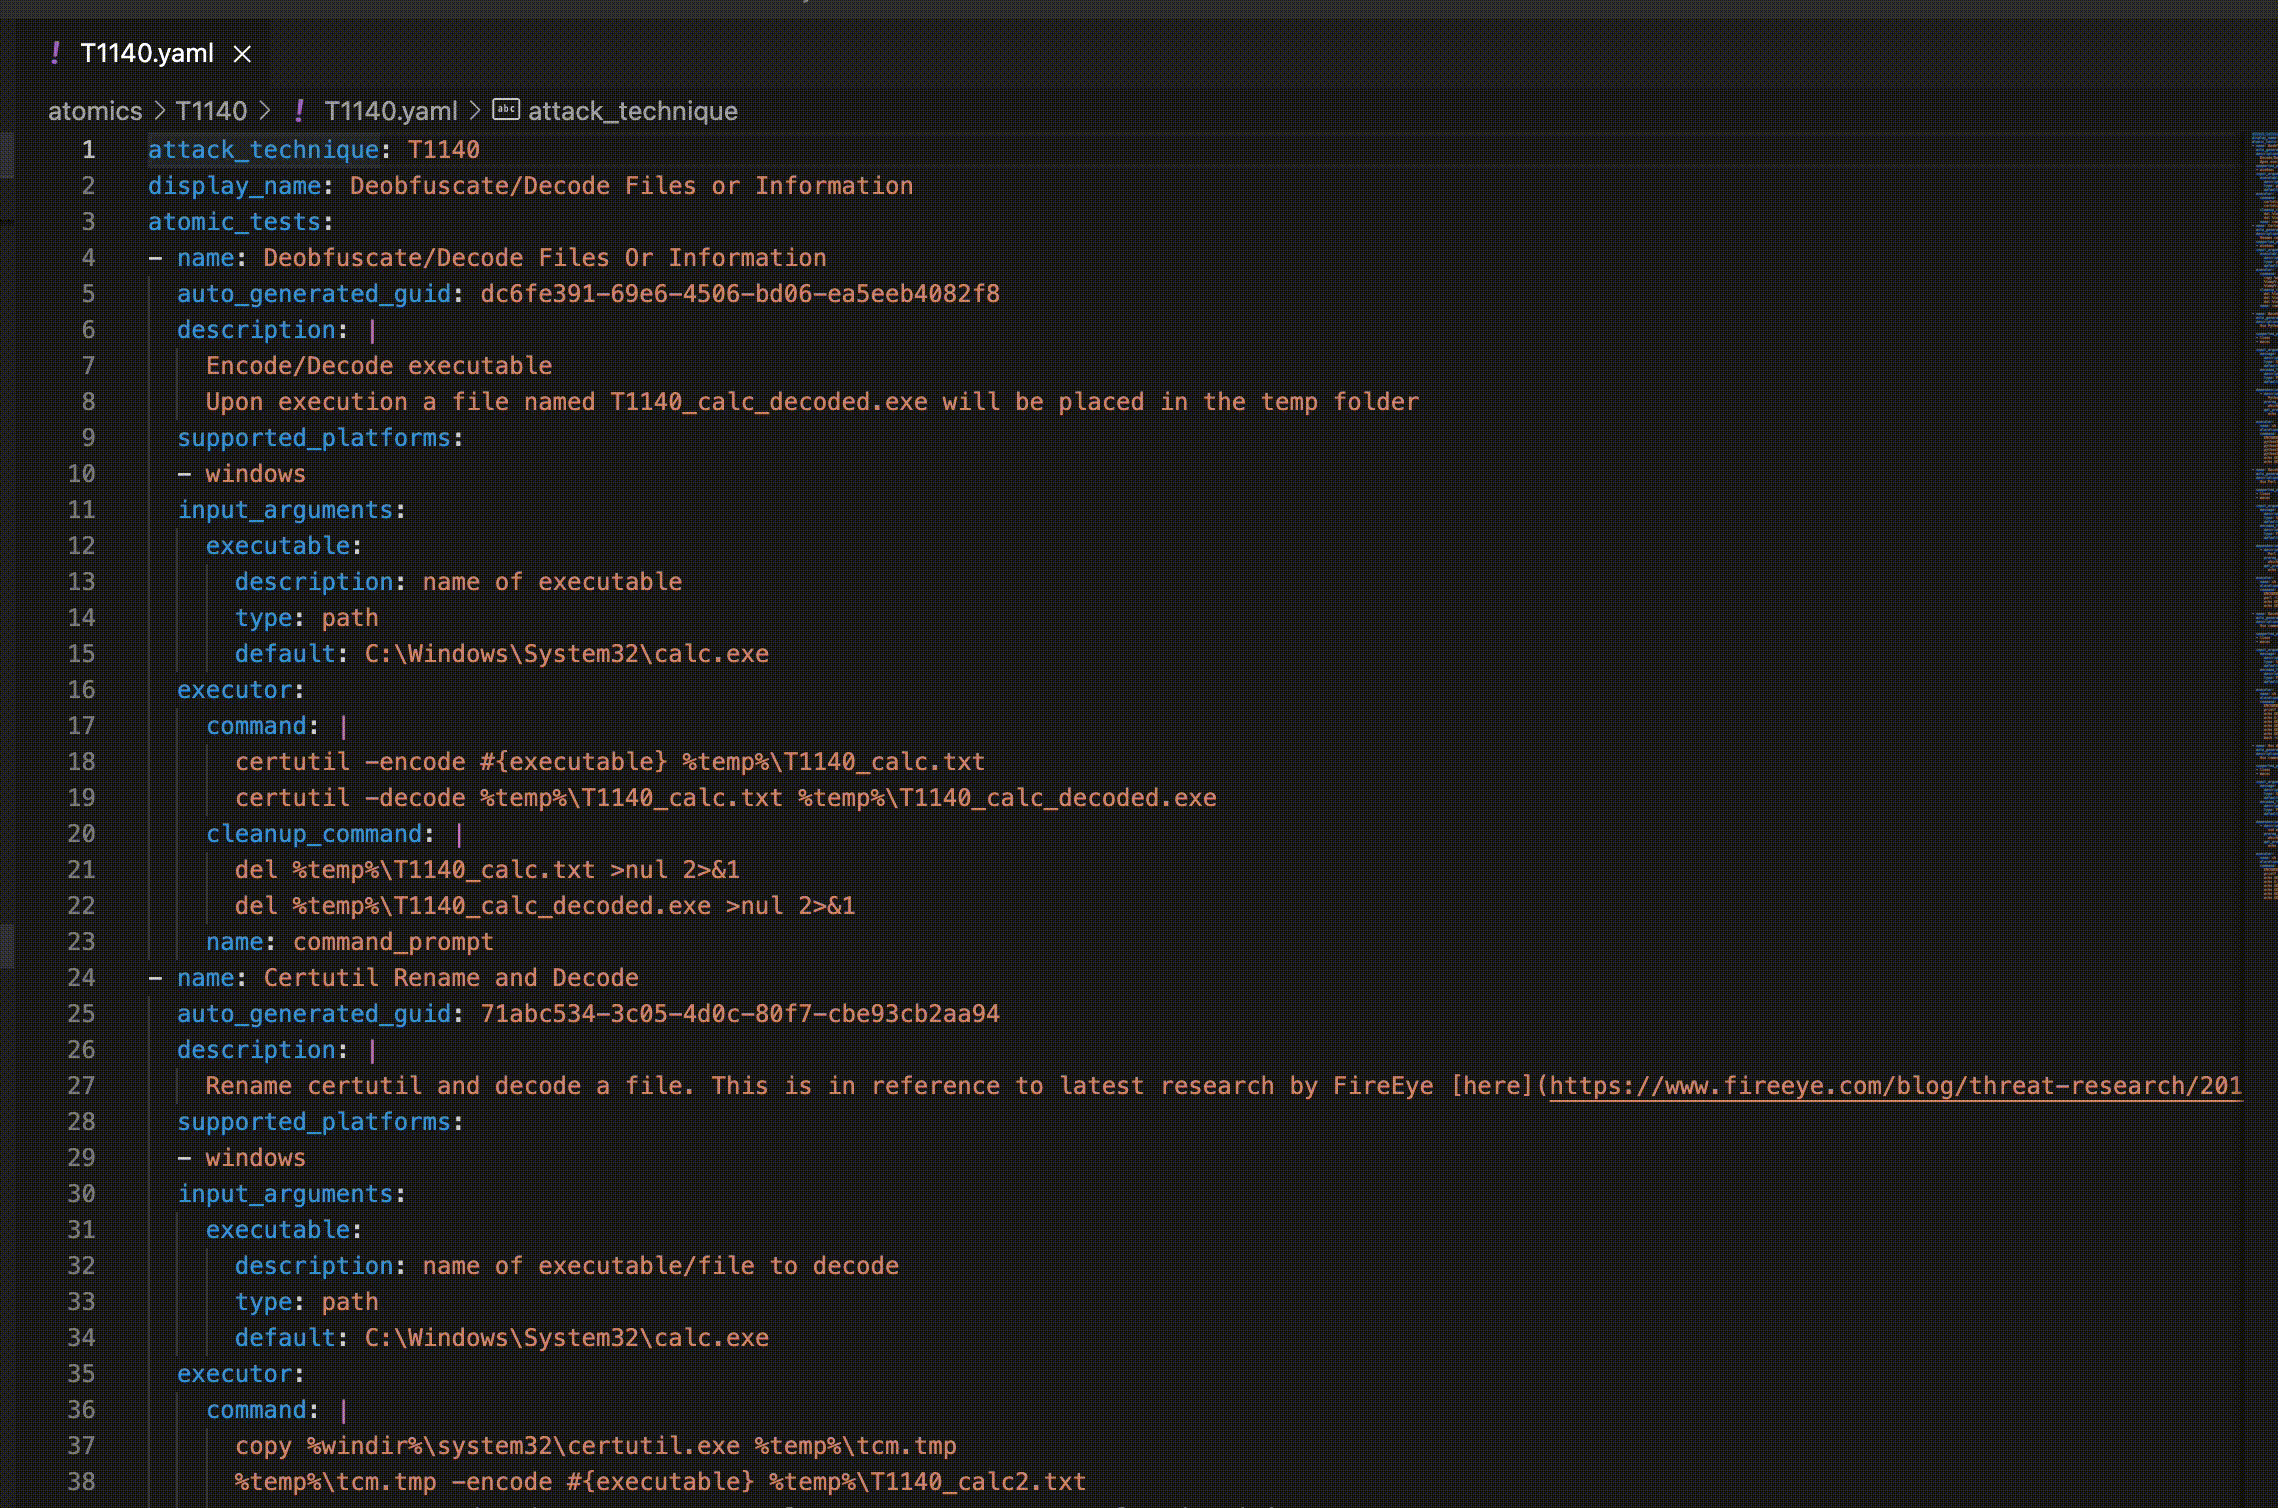 ! T1140.yaml ×
atomics > T1140 > ! T1140.yaml > abc attack_technique
1 attack_technique: T1140
2 display_name: Deobfuscate/Decode Files or Information
3 atomic_tests:
4 - name: Deobfuscate/Decode Files Or Information
5 auto_generated_guid: dc6fe391-69e6-4506-bd06-ea5eeb4082f8
6 description: |
7 Encode/Decode executable
8 Upon execution a file named T1140_calc_decoded.exe will be placed in the temp folder
9 supported_platforms:
10 - windows
11 input_arguments:
12 executable:
13 description: name of executable
14 type: path
15 default: C:\Windows\System32\calc.exe
16 executor:
17 command: |
18 certutil -encode #{executable} %temp%\T1140_calc.txt
19 certutil -decode %temp%\T1140_calc.txt %temp%\T1140_calc_decoded.exe
20 cleanup_command: |
21 del %temp%\T1140_calc.txt >nul 2>&1
22 del %temp%\T1140_calc_decoded.exe >nul 2>&1
23 name: command_prompt
24 - name: Certutil Rename and Decode
25 auto_generated_guid: 71abc534-3c05-4d0c-80f7-cbe93cb2aa94
26 description: |
27 Rename certutil and decode a file. This is in reference to latest research by FireEye [here](https://www.fireeye.com/blog/threat-research/201
28 supported_platforms:
29 - windows
30 input_arguments:
31 executable:
32 description: name of executable/file to decode
33 type: path
34 default: C:\Windows\System32\calc.exe
35 executor:
36 command: |
37 copy %windir%\system32\certutil.exe %temp%\tcm.tmp
38 %temp%\tcm.tmp -encode #{executable} %temp%\T1140_calc2.txt